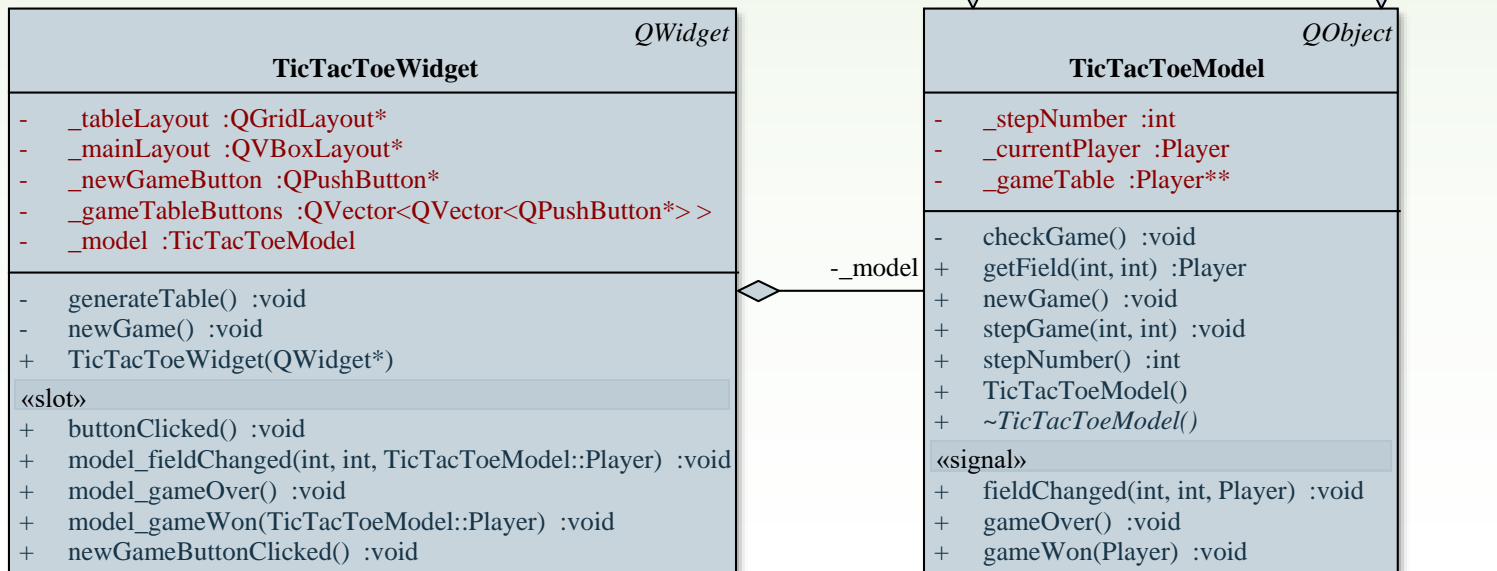 QWidget
TicTacToeWidget
- _tableLayout :QGridLayout*
- _mainLayout :QVBoxLayout*
- _newGameButton :QPushButton*
- _gameTableButtons :QVector<QVector<QPushButton*> >
- _model :TicTacToeModel
- generateTable() :void
- newGame() :void
+ TicTacToeWidget(QWidget*)
«slot»
+ buttonClicked() :void
+ model_fieldChanged(int, int, TicTacToeModel::Player) :void
+ model_gameOver() :void
+ model_gameWon(TicTacToeModel::Player) :void
+ newGameButtonClicked() :void
-_model
QObject
TicTacToeModel
- _stepNumber :int
- _currentPlayer :Player
- _gameTable :Player**
- checkGame() :void
+ getField(int, int) :Player
+ newGame() :void
+ stepGame(int, int) :void
+ stepNumber() :int
+ TicTacToeModel()
+ ~TicTacToeModel()
«signal»
+ fieldChanged(int, int, Player) :void
+ gameOver() :void
+ gameWon(Player) :void